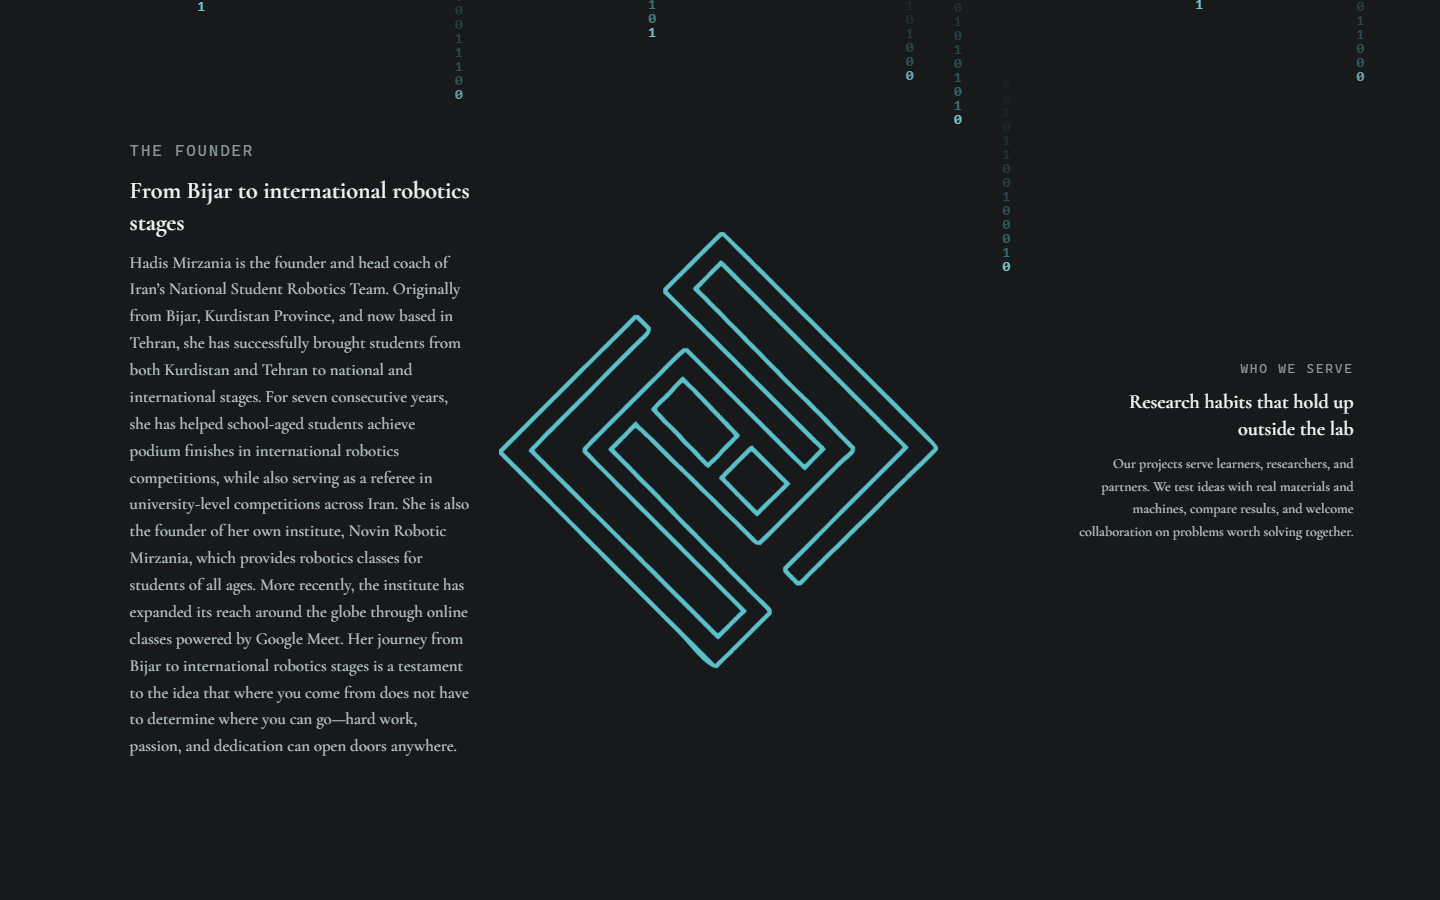 THE FOUNDER
From Bijar to international robotics
stages
Hadis Mirzania is the founder and head coach of
Iran’s National Student Robotics Team. Originally
from Bijar, Kurdistan Province, and now based in
Tehran, she has successfully brought students from
both Kurdistan and Tehran to national and
international stages. For seven consecutive years,
she has helped school-aged students achieve
podium finishes in international robotics
competitions, while also serving as a referee in
university-level competitions across Iran. She is also
the founder of her own institute, Novin Robotic
Mirzania, which provides robotics classes for
students of all ages. More recently, the institute has
expanded its reach around the globe through online
classes powered by Google Meet. Her journey from
Bijar to international robotics stages is a testament
to the idea that where you come from does not have
to determine where you can go—hard work,
passion, and dedication can open doors anywhere.
WHO WE SERVE
Research habits that hold up
outside the lab
Our projects serve learners, researchers, and
partners. We test ideas with real materials and
machines, compare results, and welcome
collaboration on problems worth solving together.